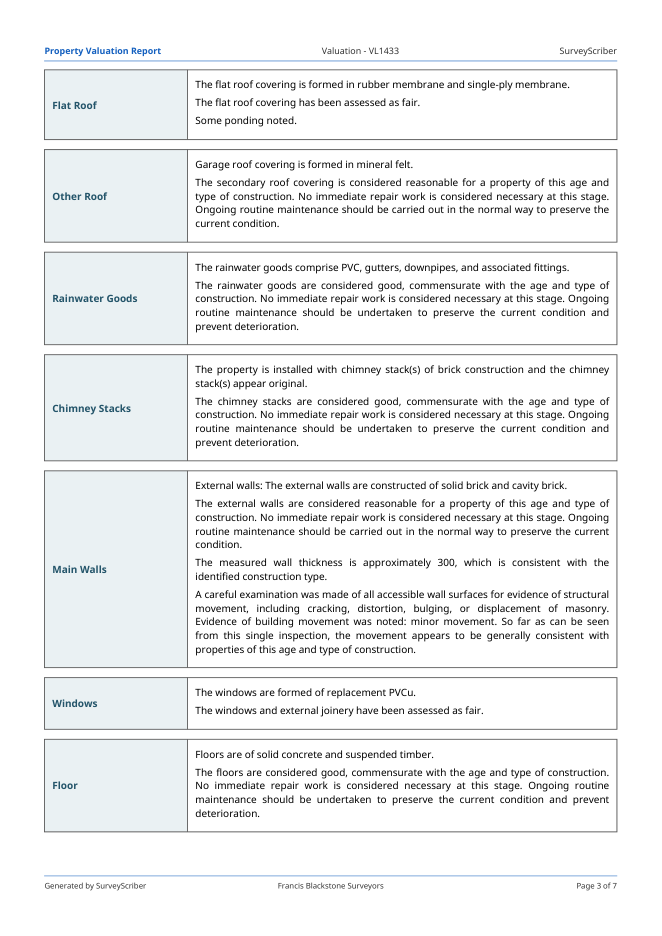 Property Valuation Report
Valuation - VL1433
SurveyScriber
Flat Roof
The flat roof covering is formed in rubber membrane and single-ply membrane.
The flat roof covering has been assessed as fair.
Some ponding noted.
Other Roof
Garage roof covering is formed in mineral felt.
The secondary roof covering is considered reasonable for a property of this age and
type of construction. No immediate repair work is considered necessary at this stage.
Ongoing routine maintenance should be carried out in the normal way to preserve the
current condition.
Rainwater Goods
The rainwater goods comprise PVC, gutters, downpipes, and associated fittings.
The rainwater goods are considered good, commensurate with the age and type of
construction. No immediate repair work is considered necessary at this stage. Ongoing
routine maintenance should be undertaken to preserve the current condition and
prevent deterioration.
Chimney Stacks
The property is installed with chimney stack(s) of brick construction and the chimney
stack(s) appear original.
The chimney stacks are considered good, commensurate with the age and type of
construction. No immediate repair work is considered necessary at this stage. Ongoing
routine maintenance should be undertaken to preserve the current condition and
prevent deterioration.
Main Walls
External walls: The external walls are constructed of solid brick and cavity brick.
The external walls are considered reasonable for a property of this age and type of
construction. No immediate repair work is considered necessary at this stage. Ongoing
routine maintenance should be carried out in the normal way to preserve the current
condition.
The measured wall thickness is approximately 300, which is consistent with the
identified construction type.
A careful examination was made of all accessible wall surfaces for evidence of structural
movement, including cracking, distortion, bulging, or displacement of masonry.
Evidence of building movement was noted: minor movement. So far as can be seen
from this single inspection, the movement appears to be generally consistent with
properties of this age and type of construction.
Windows
The windows are formed of replacement PVCu.
The windows and external joinery have been assessed as fair.
Floor
Floors are of solid concrete and suspended timber.
The floors are considered good, commensurate with the age and type of construction.
No immediate repair work is considered necessary at this stage. Ongoing routine
maintenance should be undertaken to preserve the current condition and prevent
deterioration.
Generated by SurveyScriber
Francis Blackstone Surveyors
Page 3 of 7